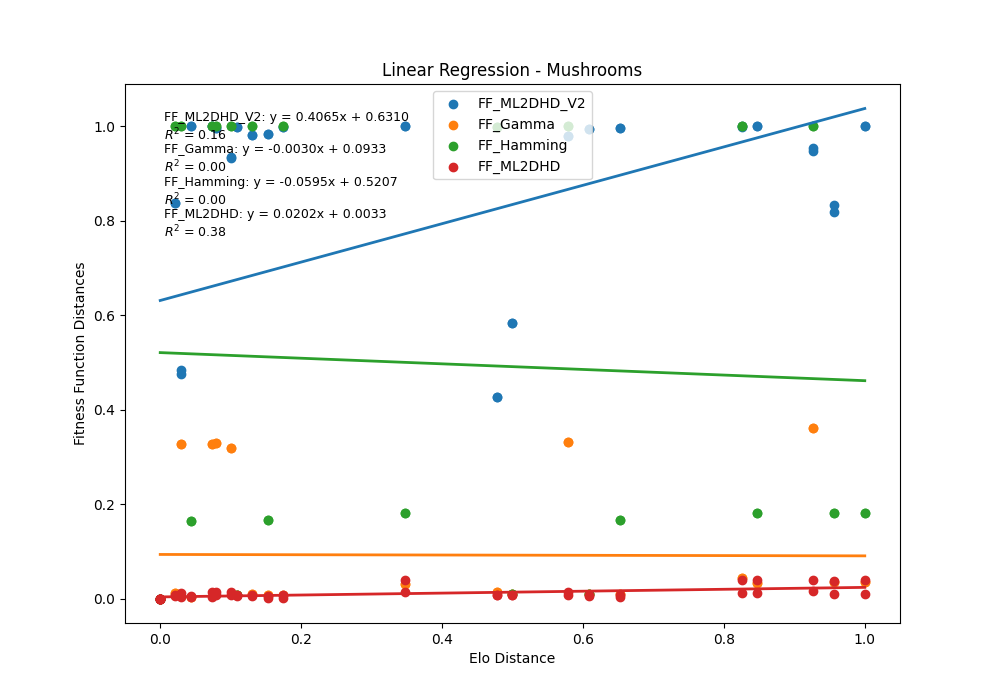 Linear Regression - Mushrooms
FF_ML2DHD_V2: y = 0.4065x + 0.6310
R² = 0.16
FF_Gamma: y = -0.0030x + 0.0933
R² = 0.00
FF_Hamming: y = -0.0595x + 0.5207
R² = 0.00
FF_ML2DHD: y = 0.0202x + 0.0033
R² = 0.38
FF_ML2DHD_V2
FF_Gamma
FF_Hamming
FF_ML2DHD
Fitness Function Distances
1.0
0.8
0.6
0.4
0.2
0.0
0.0 0.2 0.4 0.6 0.8 1.0
Elo Distance